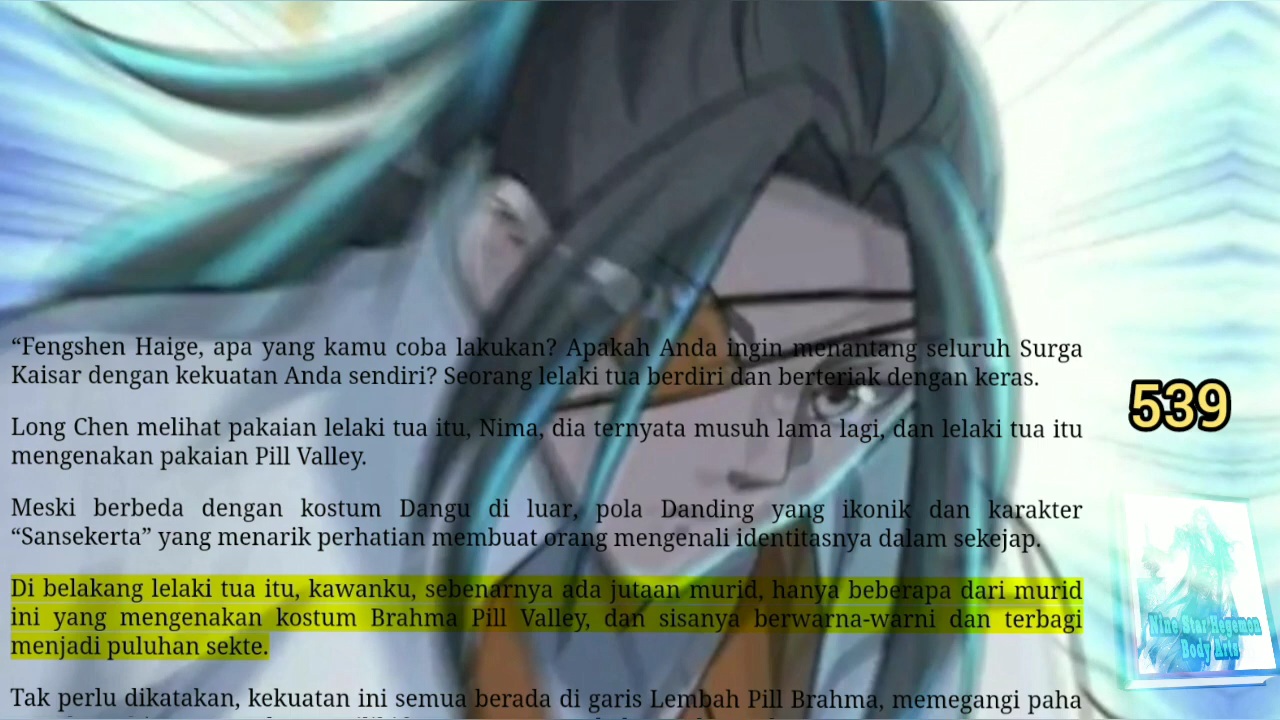 “Fengshen Haige, apa yang kamu coba lakukan? Apakah Anda ingin menantang seluruh Surga
Kaisar dengan kekuatan Anda sendiri? Seorang lelaki tua berdiri dan berteriak dengan keras.
Long Chen melihat pakaian lelaki tua itu, Nima, dia ternyata musuh lama lagi, dan lelaki tua itu
mengenakan pakaian Pill Valley.
Meski berbeda dengan kostum Dangu di luar, pola Danding yang ikonik dan karakter
“Sansekerta” yang menarik perhatian membuat orang mengenali identitasnya dalam sekejap.
Di belakang lelaki tua itu, kawanku, sebenarnya ada jutaan murid, hanya beberapa dari murid
ini yang mengenakan kostum Brahma Pill Valley, dan sisanya berwarna-warni dan terbagi
menjadi puluhan sekte.
Tak perlu dikatakan, kekuatan ini semua berada di garis Lembah Pill Brahma, memegangi paha
539
Nine Star Hegemon
Body Arts